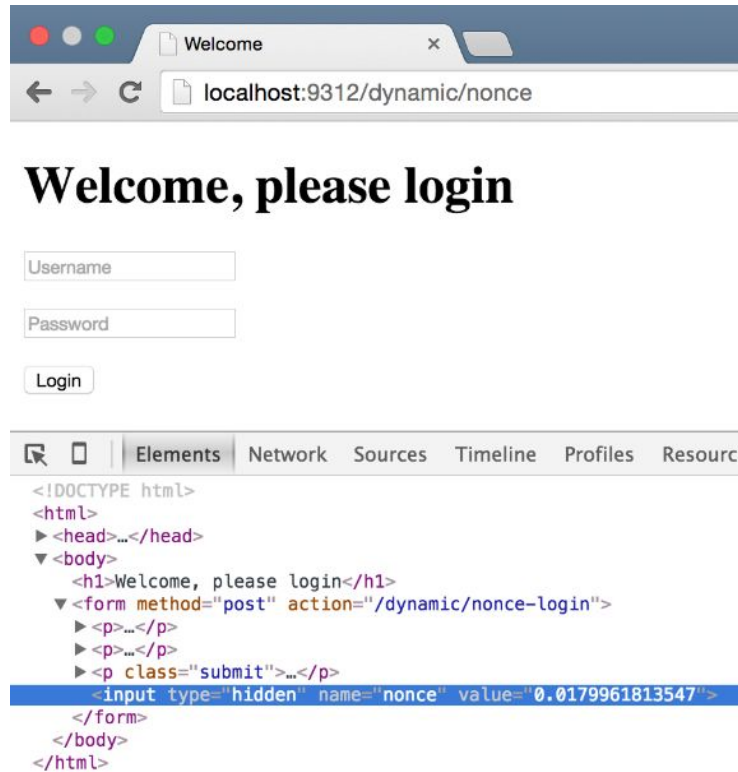 Welcome
localhost:9312/dynamic/nonce
Welcome, please login
Username
Password
Login
Elements Network Sources Timeline Profiles Resourc
<!DOCTYPE html>
<html>
▶<head>…</head>
▼<body>
<h1>Welcome, please login</h1>
▼<form method="post" action="/dynamic/nonce-login">
▶<p>…</p>
▶<p>…</p>
▶<p class="submit">…</p>
<input type="hidden" name="nonce" value="0.0179961813547">
</form>
</body>
</html>